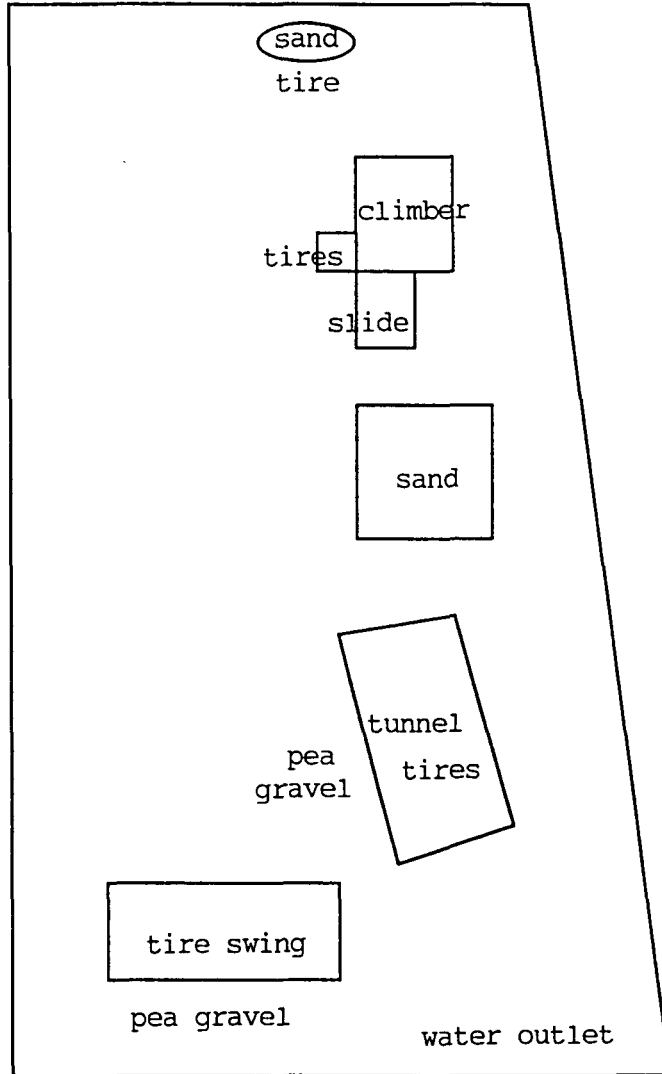 sand
tire
climber
tires
slide
sand
tunnel
tires
pea
gravel
tire swing
pea gravel
water outlet